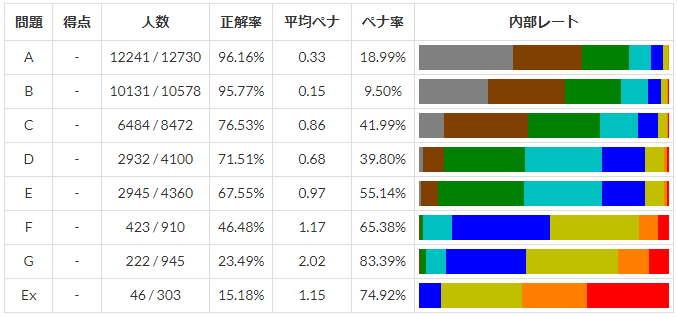 問題 得点 人数 正解率 平均ペナ ペナ率 内部レート
A - 12241 / 12730 96.16% 0.33 18.99%
B - 10131 / 10578 95.77% 0.15 9.50%
C - 6484 / 8472 76.53% 0.86 41.99%
D - 2932 / 4100 71.51% 0.68 39.80%
E - 2945 / 4360 67.55% 0.97 55.14%
F - 423 / 910 46.48% 1.17 65.38%
G - 222 / 945 23.49% 2.02 83.39%
Ex - 46 / 303 15.18% 1.15 74.92%